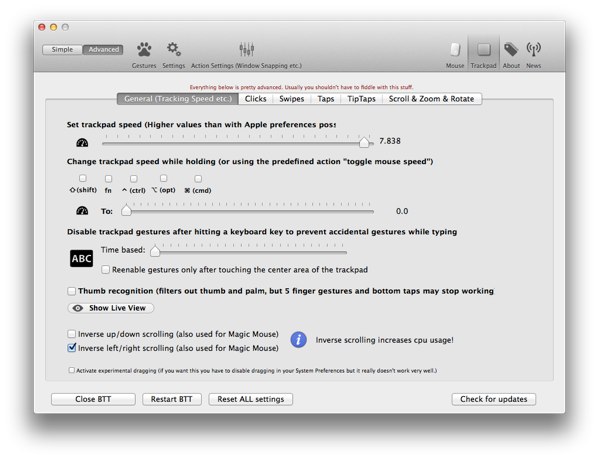 Simple Advanced
Gestures Settings Action Settings (Window Snapping etc.) Mouse Trackpad About News
Everything below is pretty advanced. Usually you shouldn't have to fiddle with this stuff.
General (Tracking Speed etc.) Clicks Swipes Taps TipTaps Scroll & Zoom & Rotate
Set trackpad speed (Higher values than with Apple preferences pos:
7.838
Change trackpad speed while holding (or using the predefined action "toggle mouse speed")
⇧(shift) fn ^ (ctrl) ⌥ (opt) ⌘ (cmd)
To: 0.0
Disable trackpad gestures after hitting a keyboard key to prevent accidental gestures while typing
ABC Time based:
Reenable gestures only after touching the center area of the trackpad
Thumb recognition (filters out thumb and palm, but 5 finger gestures and bottom taps may stop working
Show Live View
Inverse up/down scrolling (also used for Magic Mouse)
Inverse left/right scrolling (also used for Magic Mouse)
Inverse scrolling increases cpu usage!
Activate experimental dragging (if you want this you have to disable dragging in your System Preferences but it really doesn't work very well.)
Close BTT Restart BTT Reset ALL settings Check for updates